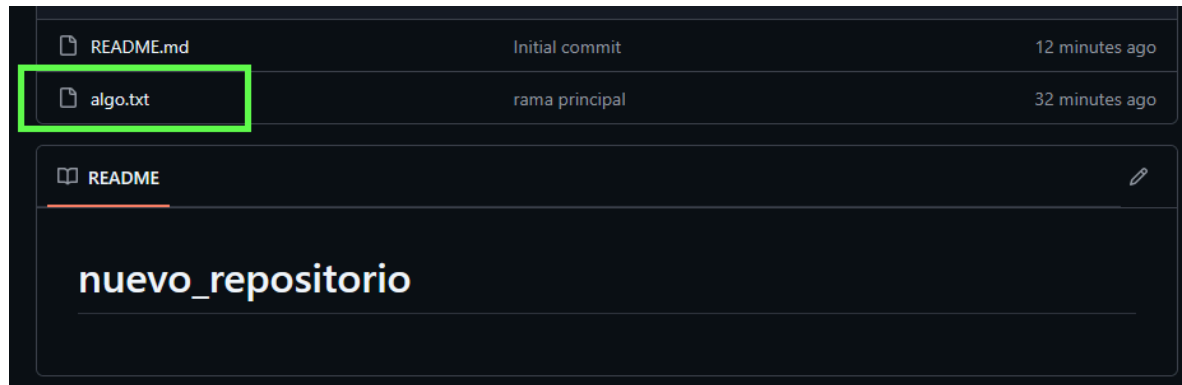 README.md Initial commit 12 minutes ago
algo.txt rama principal 32 minutes ago
README
nuevo_repositorio